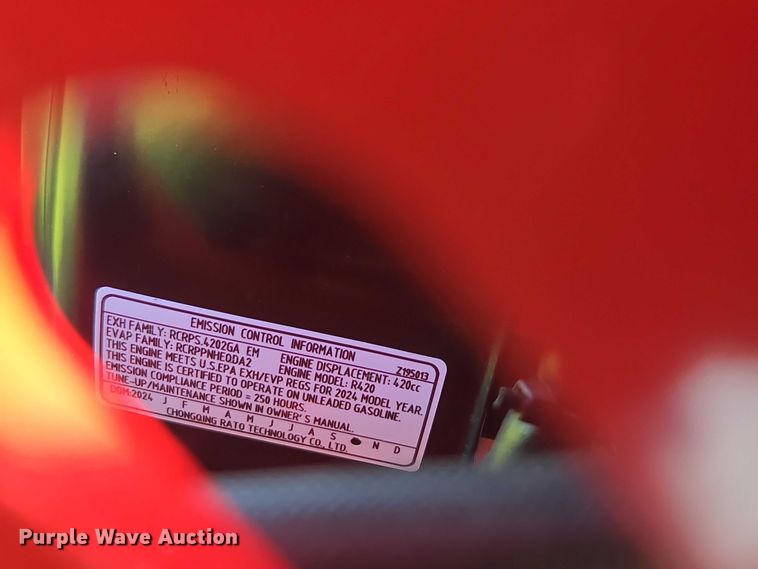 EMISSION CONTROL INFORMATION
Z195013
EXH FAMILY: RCRPS.4202GA EM ENGINE DISPLACEMENT: 420cc
EVAP FAMILY: RCRPPNHEQDA2 ENGINE MODEL: R420
THIS ENGINE MEETS U.S.EPA EXH/EVP REGS FOR 2024 MODEL YEAR.
THIS ENGINE IS CERTIFIED TO OPERATE ON UNLEADED GASOLINE.
EMISSION COMPLIANCE PERIOD = 250 HOURS.
TUNE-UP/MAINTENANCE SHOWN IN OWNER'S MANUAL.
DOM:2024 J F M A M J J A S N D
CHONGQING RATO TECHNOLOGY CO., LTD.
Purple Wave Auction